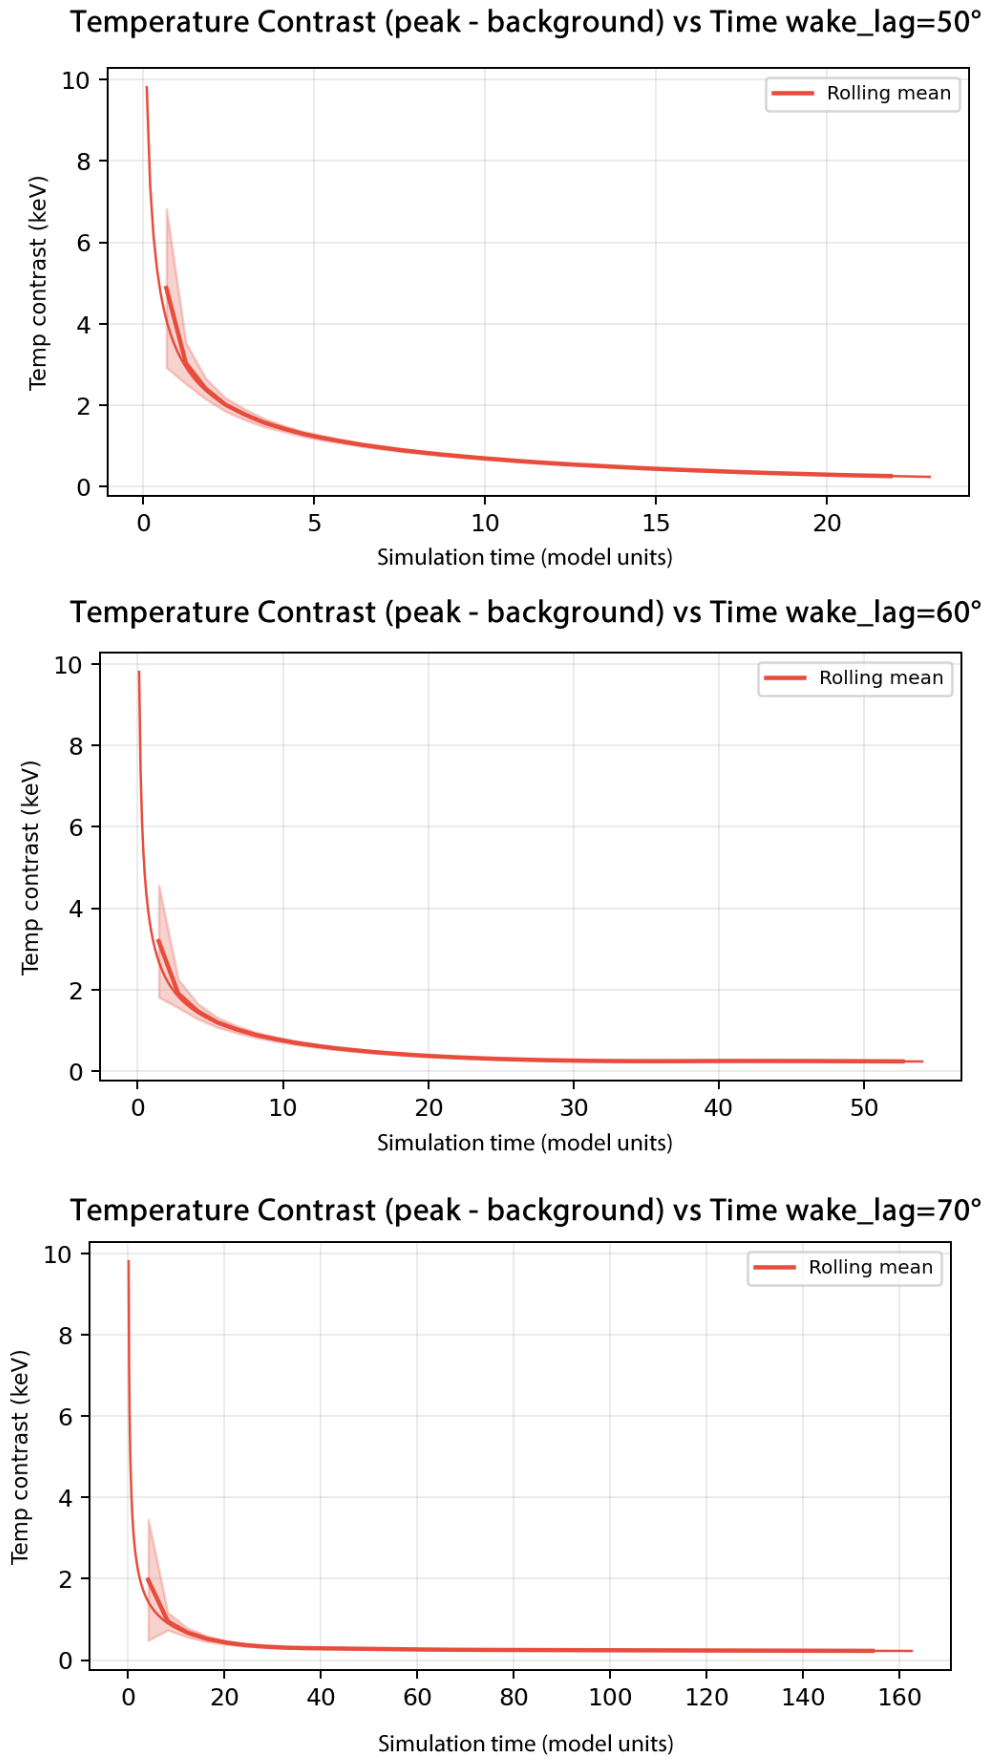 Temperature Contrast (peak - background) vs Time wake_lag=50°
10
8
6
4
2
0
Temp contrast (keV)
Rolling mean
0 5 10 15 20
Simulation time (model units)
Temperature Contrast (peak - background) vs Time wake_lag=60°
10
8
6
4
2
0
Temp contrast (keV)
Rolling mean
0 10 20 30 40 50
Simulation time (model units)
Temperature Contrast (peak - background) vs Time wake_lag=70°
10
8
6
4
2
0
Temp contrast (keV)
Rolling mean
0 20 40 60 80 100 120 140 160
Simulation time (model units)